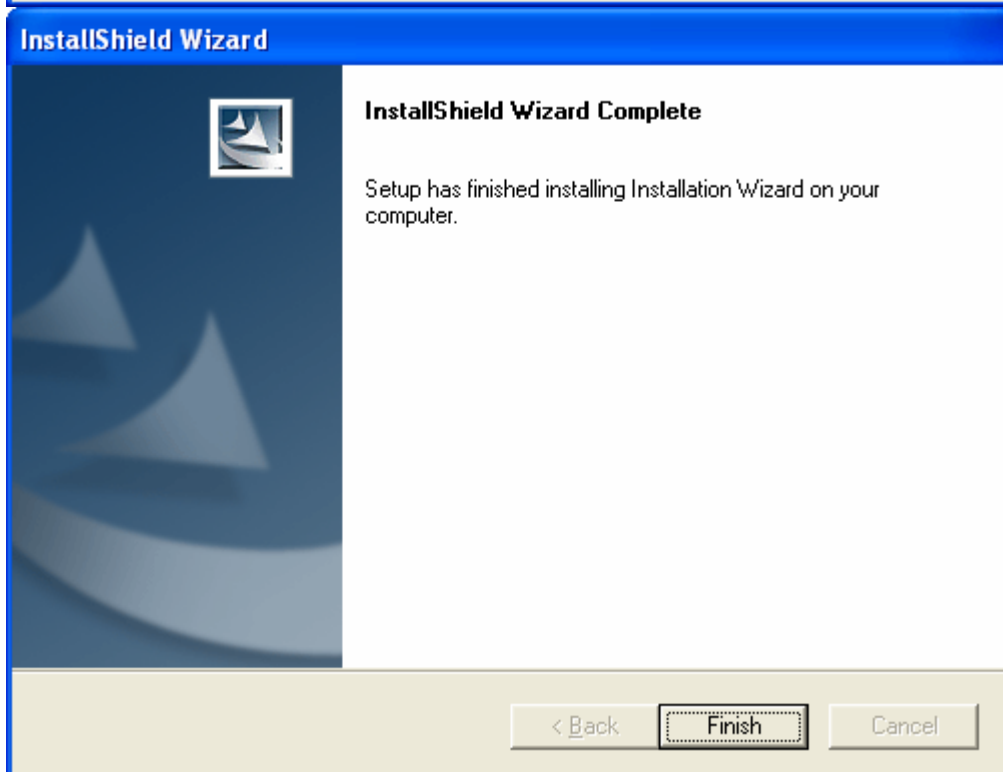 InstallShield Wizard
InstallShield Wizard Complete
Setup has finished installing Installation Wizard on your
computer.
< Back
Finish
Cancel